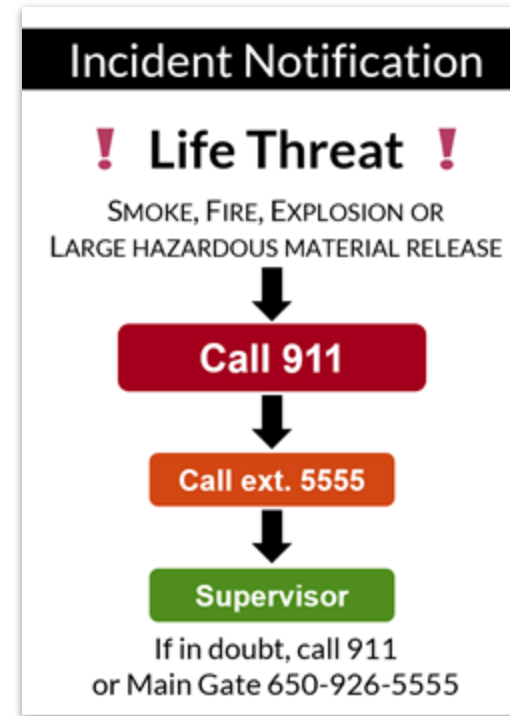 Incident Notification
! Life Threat !
SMOKE, FIRE, EXPLOSION OR
LARGE HAZARDOUS MATERIAL RELEASE
Call 911
Call ext. 5555
Supervisor
If in doubt, call 911
or Main Gate 650-926-5555